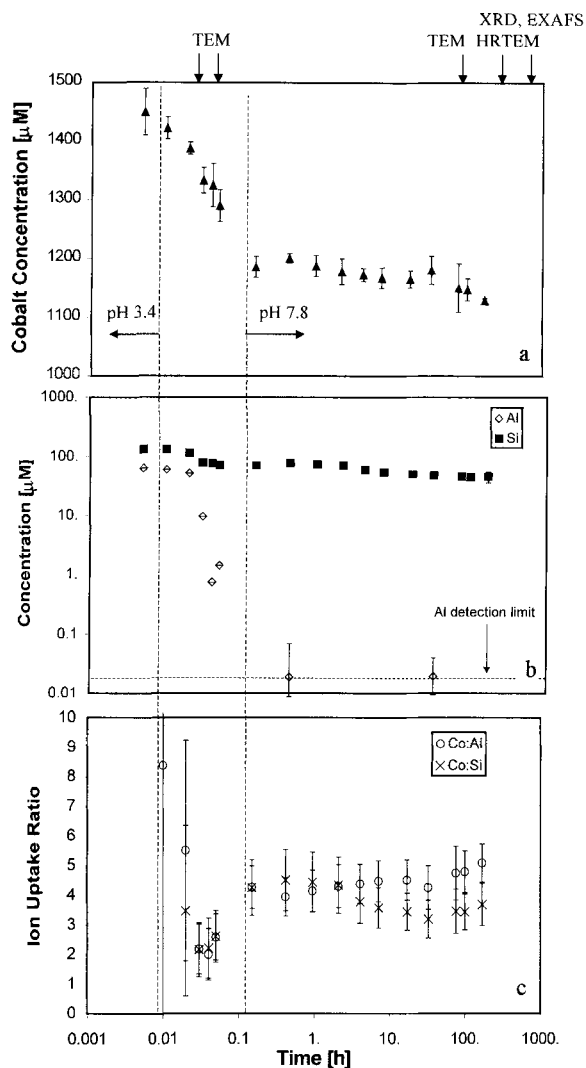 XRD, EXAFS
TEM
TEM HRTEM
Cobalt Concentration [μM]
1500
1400
1300
1200
1100
1000
pH 3.4
pH 7.8
a
Concentration [μM]
1000.
100.
10.
1.
0.1
0.01
Al
Si
Al detection limit
b
Ion Uptake Ratio
10
9
8
7
6
5
4
3
2
1
0
Co:Al
Co:Si
c
0.001 0.01 0.1 1. 10. 100. 1000.
Time [h]